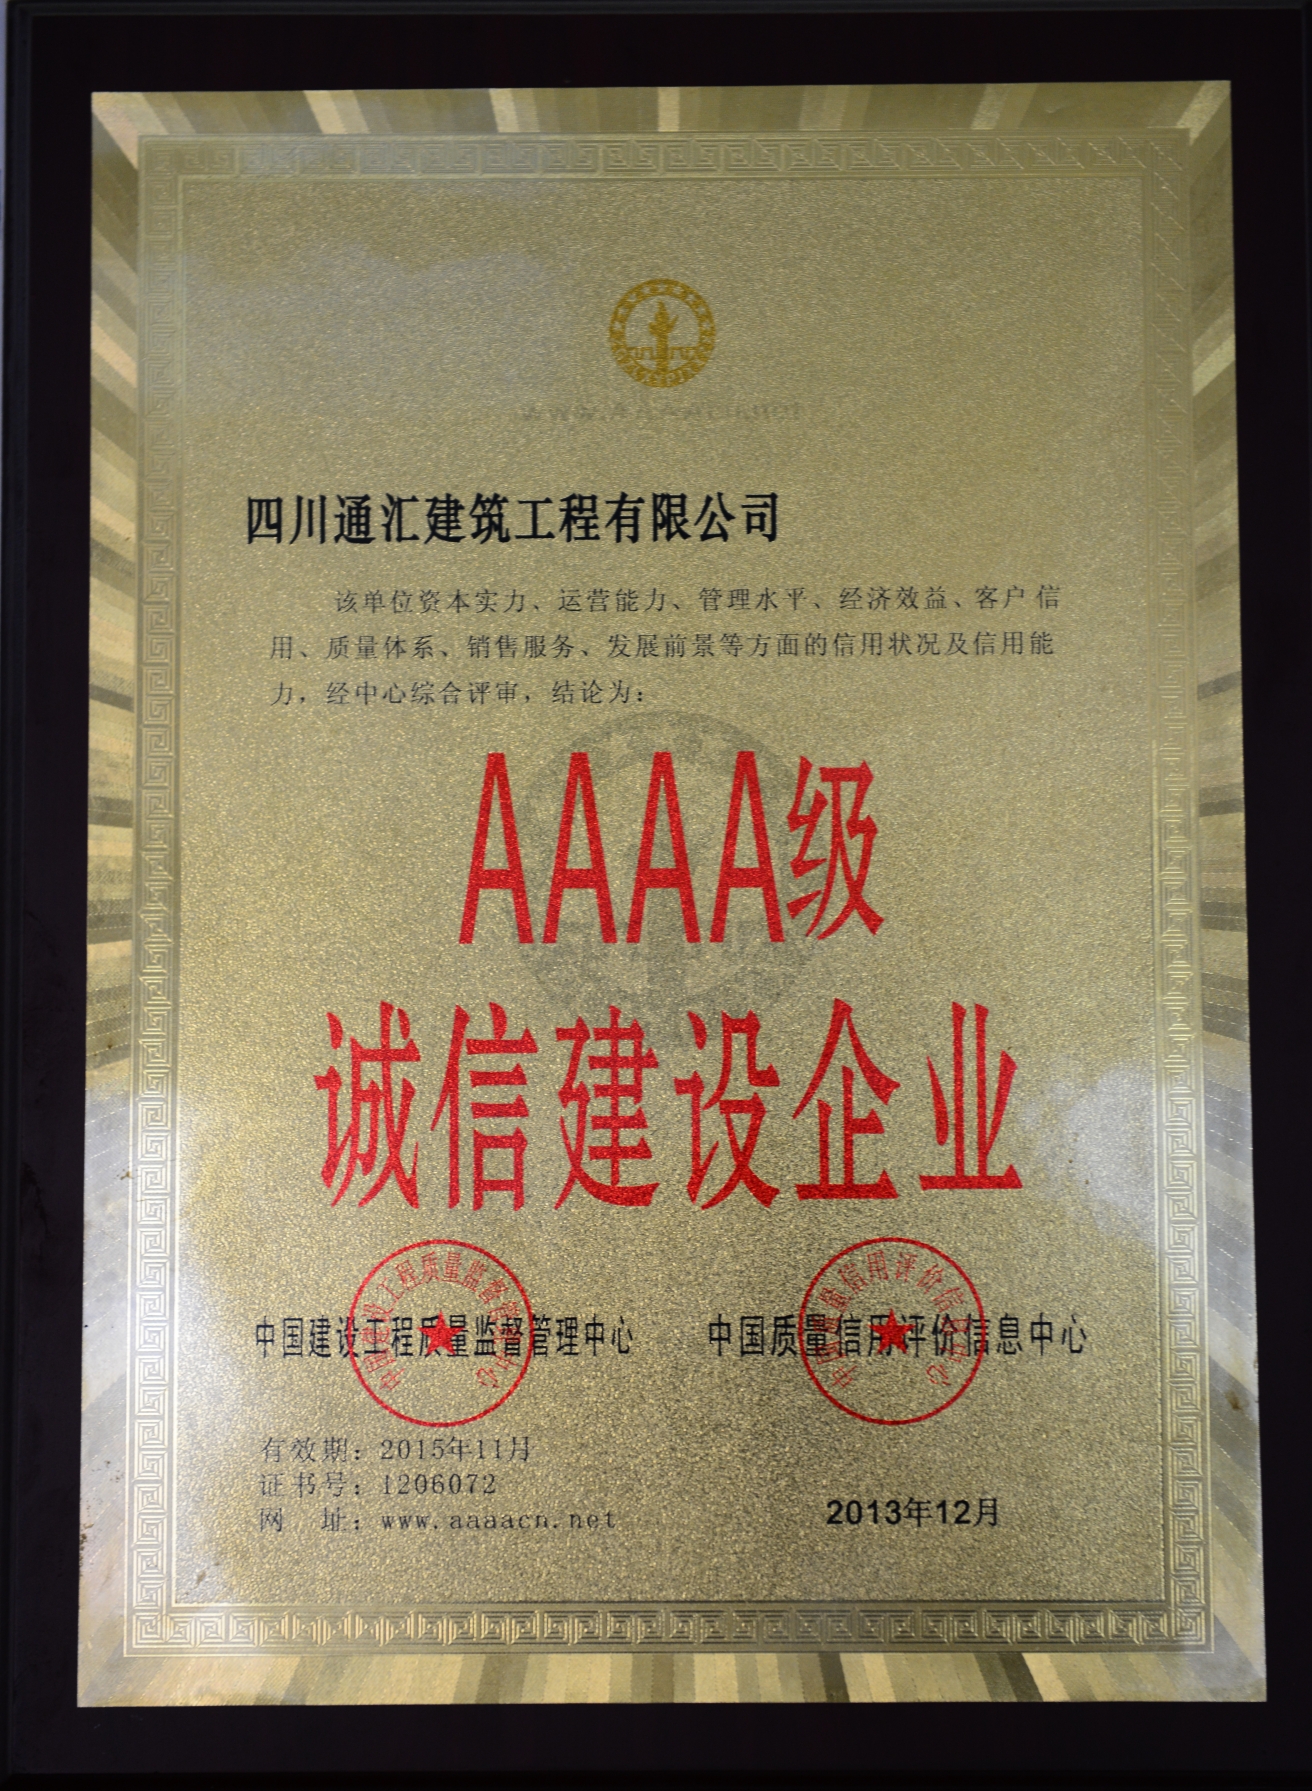 四川通汇建筑工程有限公司
该单位资本实力、运营能力、管理水平、经济效益、客户信
用、质量体系、销售服务、发展前景等方面的信用状况及信用能
力，经中心综合评审，结论为：
AAAA级
诚信建设企业
中国建设工程质量监督管理中心
中国质量信用评价信息中心
有效期：2015年11月
证书号：1206072
网 址：www.aaaacn.net
2013年12月